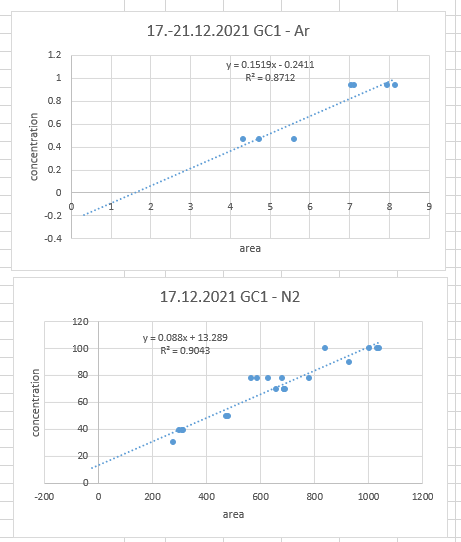 17.-21.12.2021 GC1 - Ar
y = 0.1519x - 0.2411
R² = 0.8712
1.2
1
0.8
0.6
0.4
0.2
0
-0.2
-0.4
0 1 2 3 4 5 6 7 8 9
concentration
area
17.12.2021 GC1 - N2
y = 0.088x + 13.289
R² = 0.9043
120
100
80
60
40
20
0
-200 0 200 400 600 800 1000 1200
concentration
area